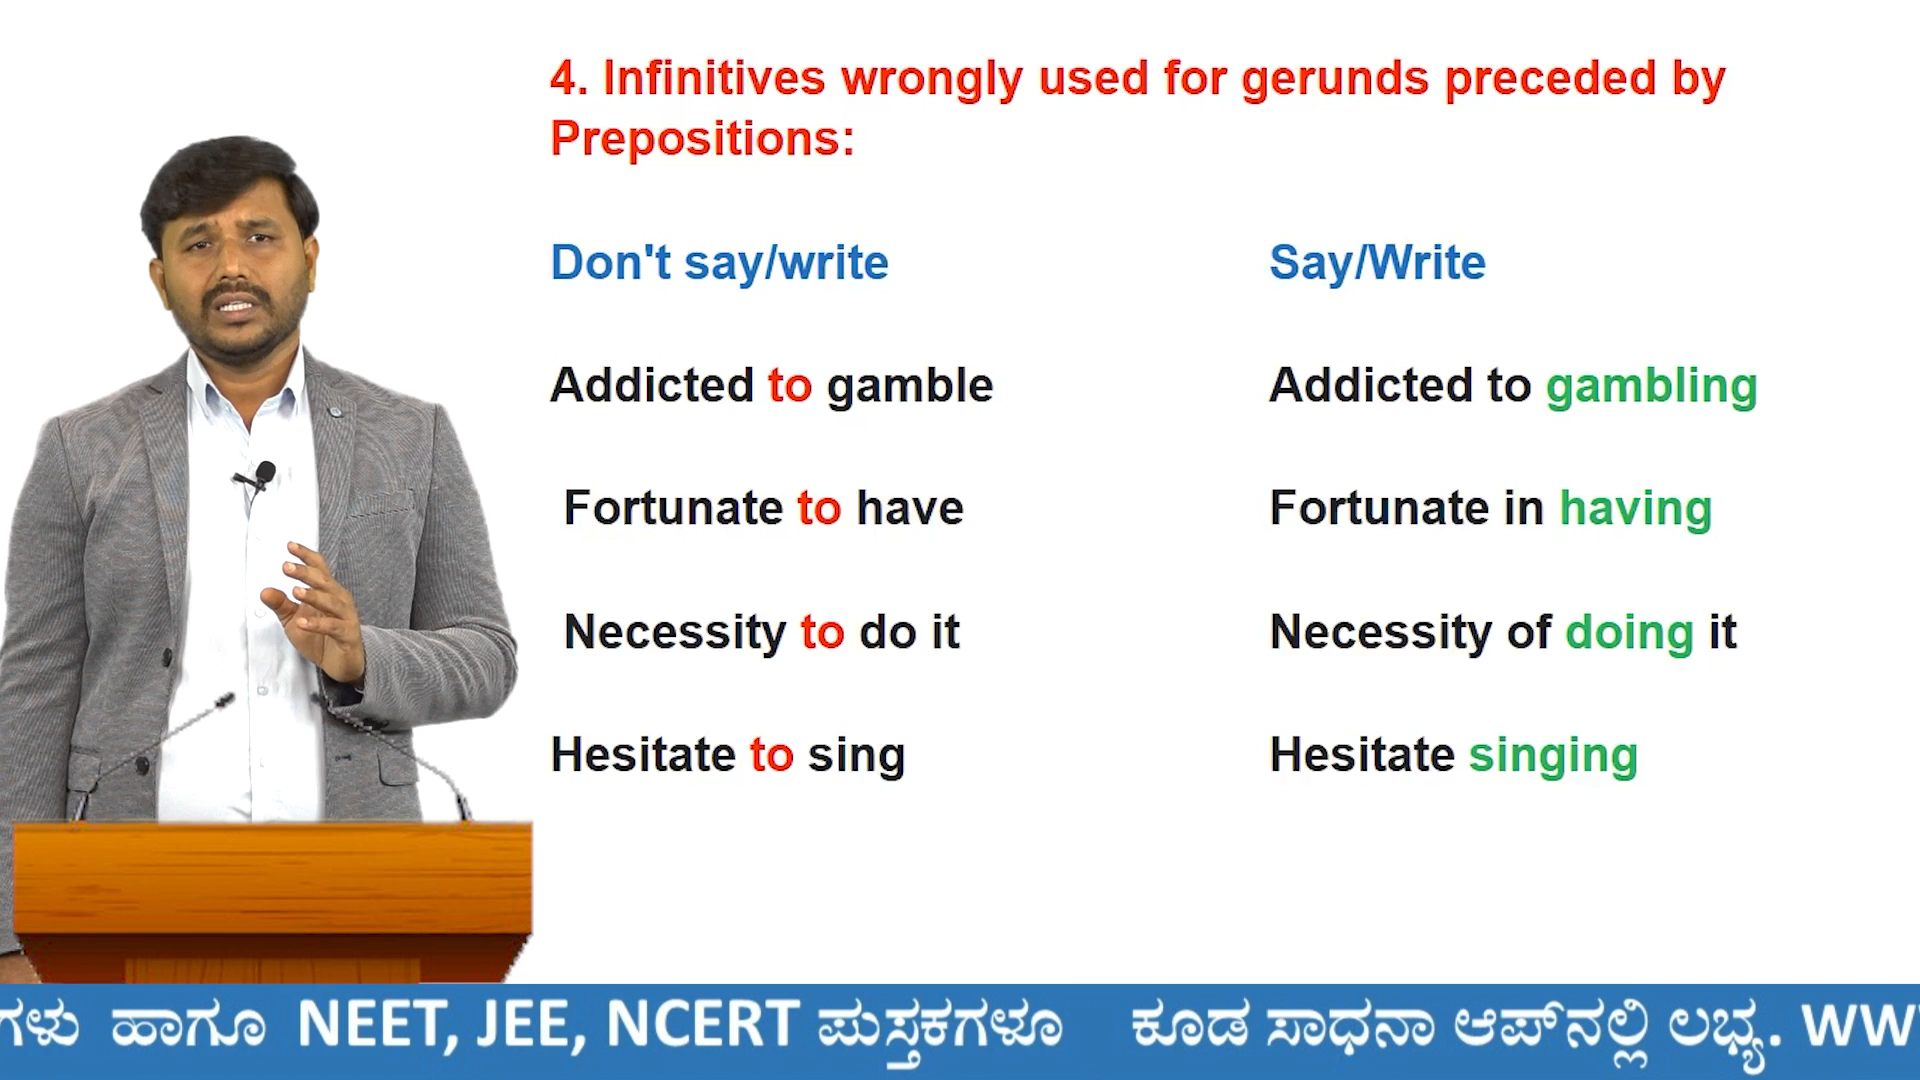 4. Infinitives wrongly used for gerunds preceded by
Prepositions:
Don't say/write Say/Write
Addicted to gamble Addicted to gambling
Fortunate to have Fortunate in having
Necessity to do it Necessity of doing it
Hesitate to sing Hesitate singing
ಗಳು ಹಾಗೂ NEET, JEE, NCERT ಪುಸ್ತಕಗಳೂ ಕೂಡ ಸಾಧನಾ ಆಪ್‌ನಲ್ಲಿ ಲಭ್ಯ. WW